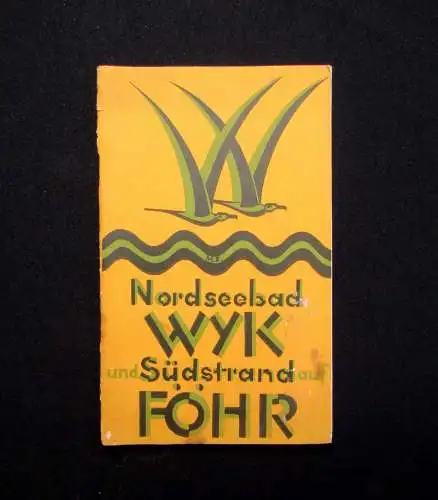 Nordseebad
WYK
und Südstrand auf
FÖHR